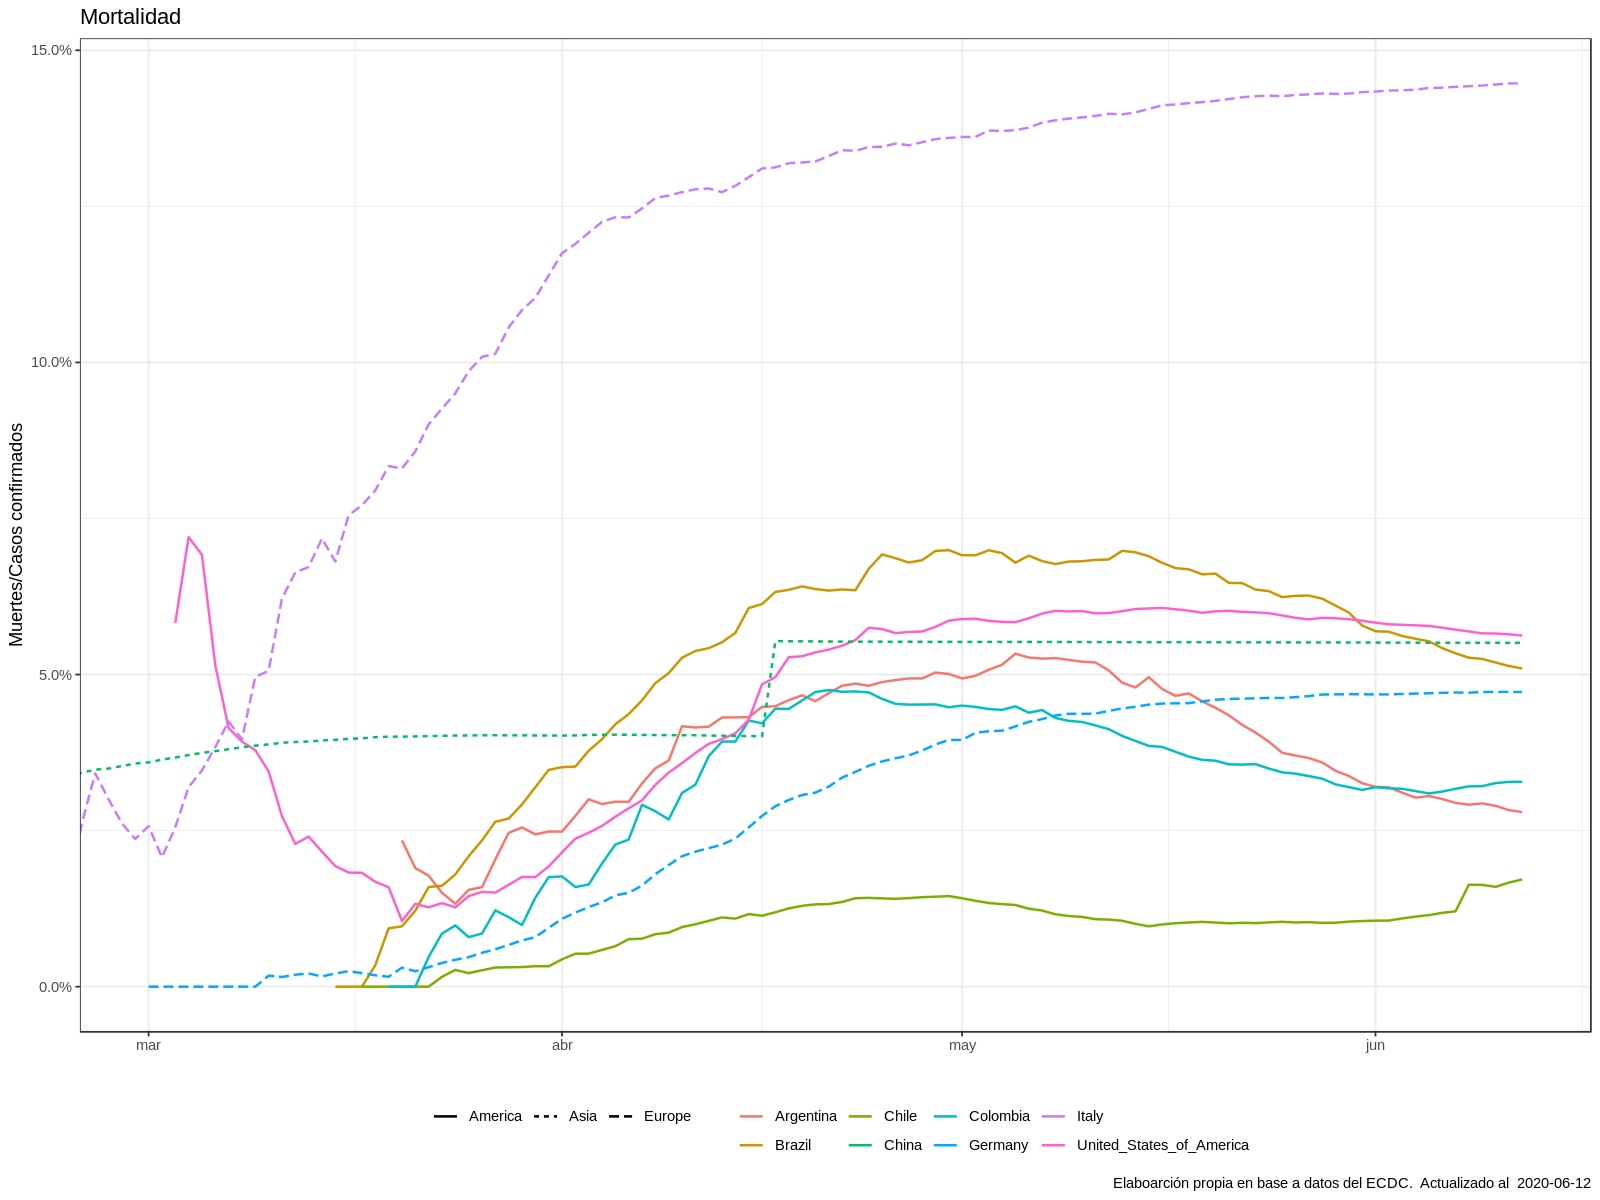 Mortalidad
Muertes/Casos confirmados
15.0%
10.0%
5.0%
0.0%
mar abr may jun
America Asia Europe Argentina Chile Colombia Italy
Brazil China Germany United_States_of_America
Elaboarción propia en base a datos del ECDC. Actualizado al 2020-06-12